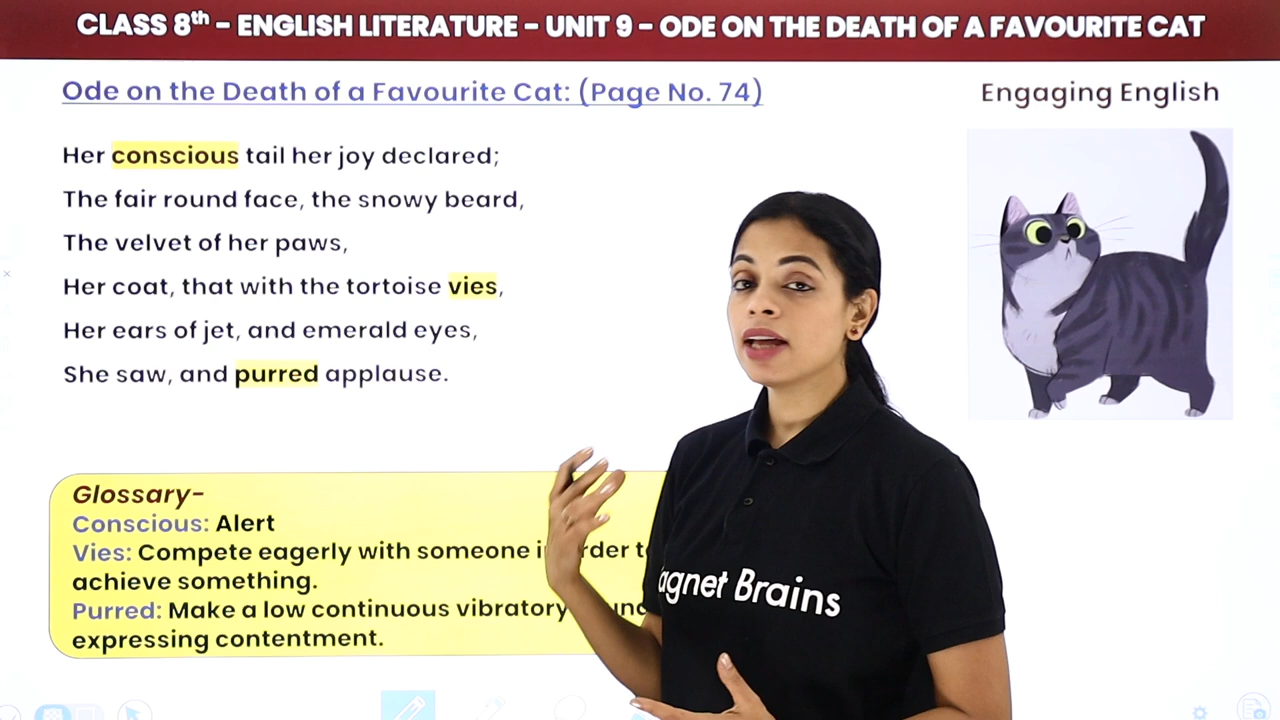 CLASS 8th - ENGLISH LITERATURE - UNIT 9 - ODE ON THE DEATH OF A FAVOURITE CAT
Ode on the Death of a Favourite Cat: (Page No. 74)
Engaging English
Her conscious tail her joy declared;
The fair round face, the snowy beard,
The velvet of her paws,
Her coat, that with the tortoise vies,
Her ears of jet, and emerald eyes,
She saw, and purred applause.
Glossary-
Conscious: Alert
Vies: Compete eagerly with someone
achieve something.
Purred: Make a low continuous vibratory
expressing contentment.
agnet Brains